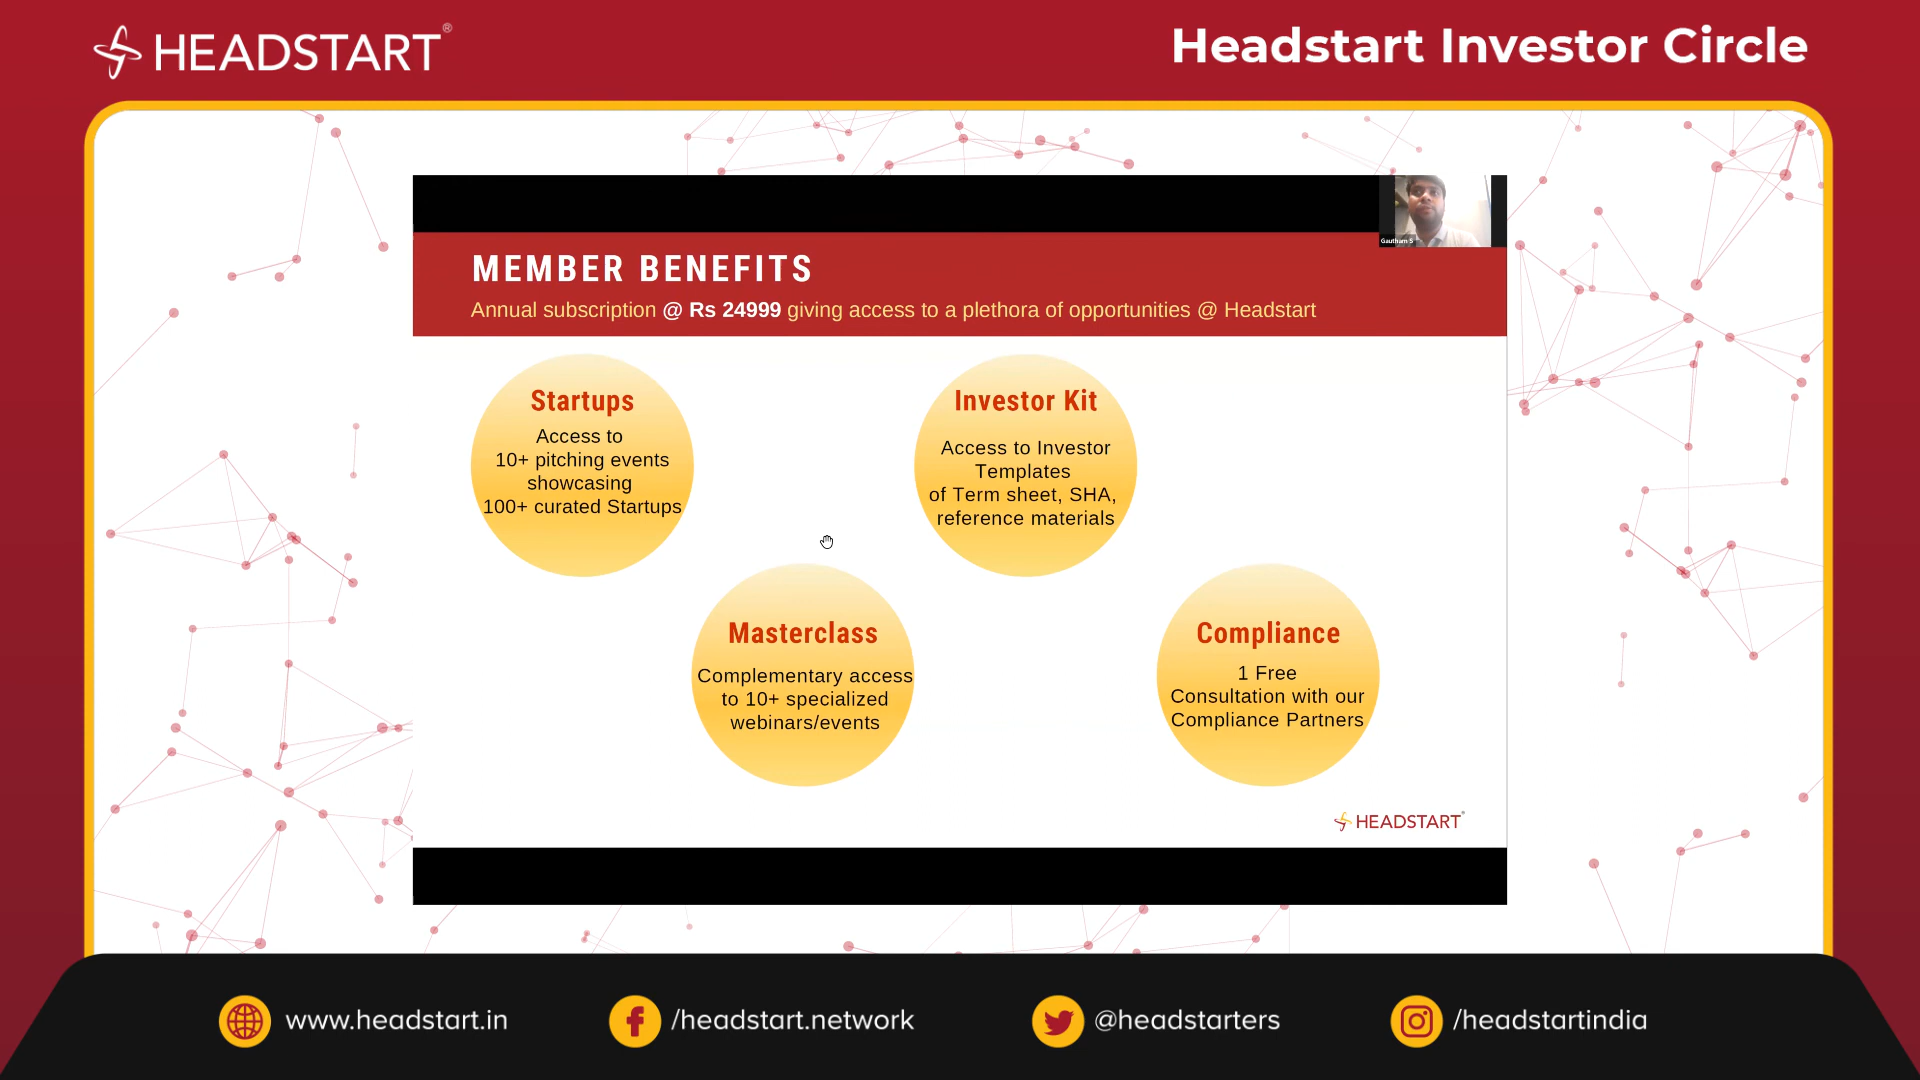 HEADSTART®
Headstart Investor Circle
Gautham S
MEMBER BENEFITS
Annual subscription @ Rs 24999 giving access to a plethora of opportunities @ Headstart
Startups
Access to
10+ pitching events
showcasing
100+ curated Startups
Investor Kit
Access to Investor
Templates
of Term sheet, SHA,
reference materials
Masterclass
Complementary access
to 10+ specialized
webinars/events
Compliance
1 Free
Consultation with our
Compliance Partners
HEADSTART®
www.headstart.in
/headstart.network
@headstarters
/headstartindia